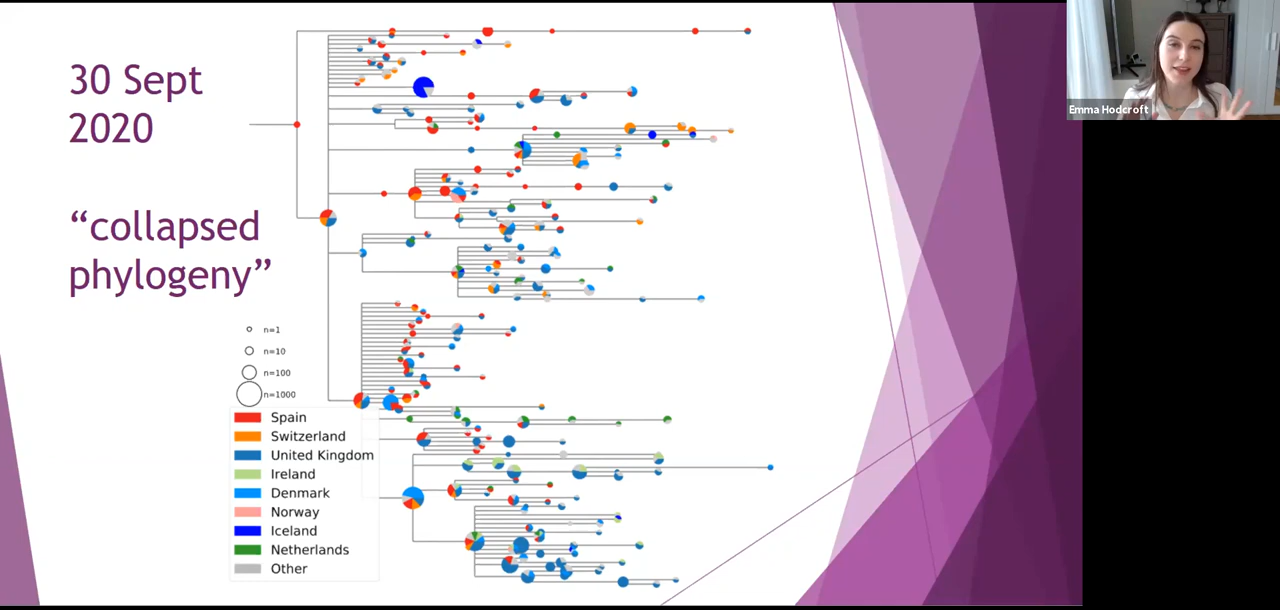 30 Sept
2020
“collapsed
phylogeny”
n=1
n=10
n=100
n=1000
Spain
Switzerland
United Kingdom
Ireland
Denmark
Norway
Iceland
Netherlands
Other
Emma Hodcroft